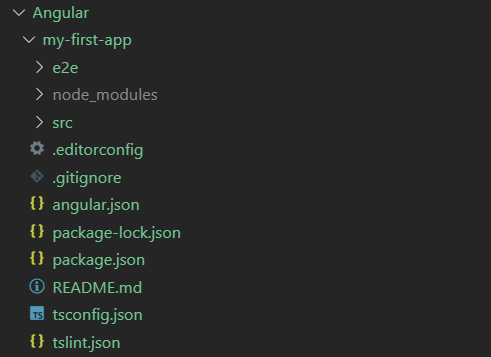 Angular
my-first-app
e2e
node_modules
src
.editorconfig
.gitignore
{} angular.json
{} package-lock.json
{} package.json
README.md
TS tsconfig.json
{} tslint.json